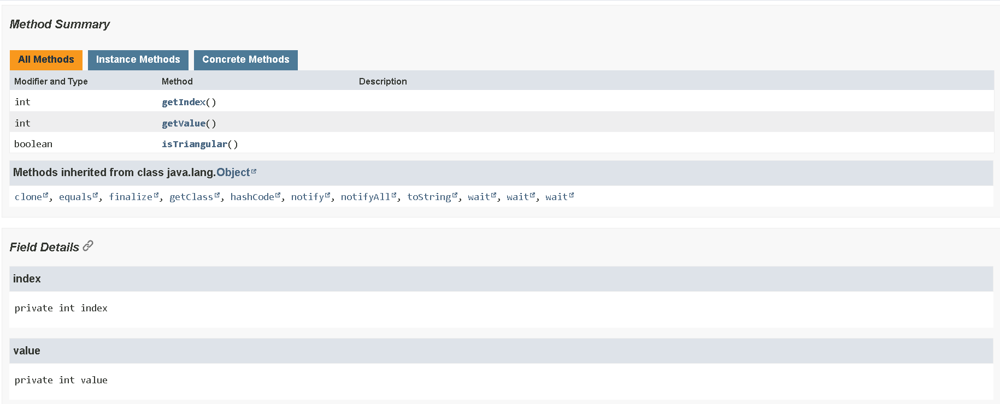 Method Summary
All Methods Instance Methods Concrete Methods
Modifier and Type Method Description
int getIndex()
int getValue()
boolean isTriangular()
Methods inherited from class java.lang.Object
clone, equals, finalize, getClass, hashCode, notify, notifyAll, toString, wait, wait, wait
Field Details
index
private int index
value
private int value